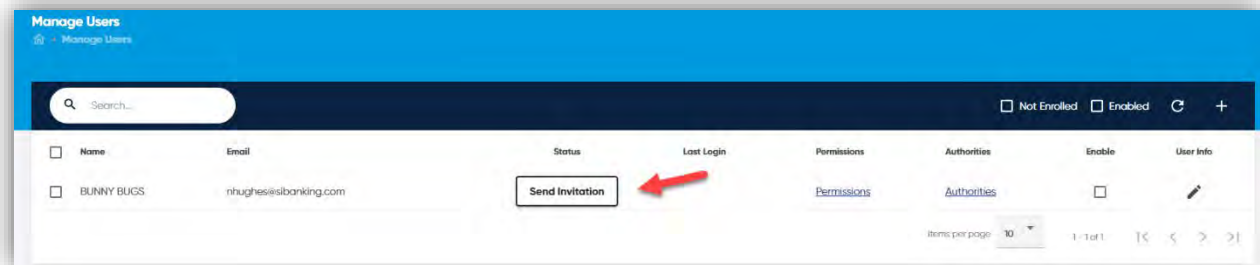 Manage Users
Manage Users
Search... Not Enrolled Enabled
Name Email Status Last Login Permissions Authorities Enable User Info
BUNNY BUGS nhughes@sibanking.com Send Invitation Permissions Authorities
Items per page 10 1 - 1 of 1